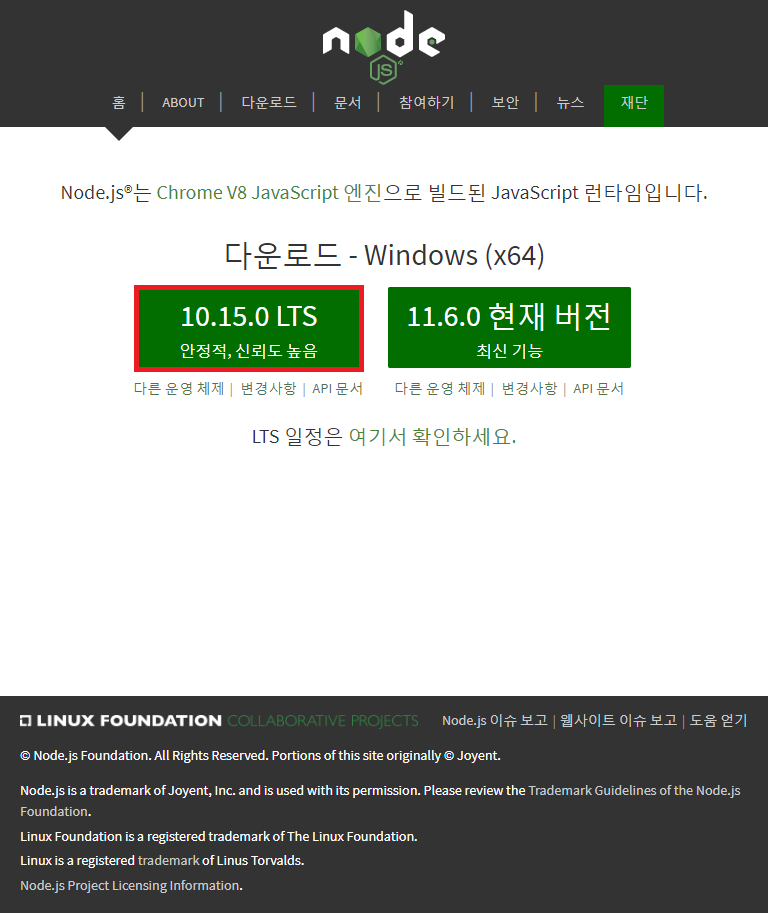 node
JS
홈 | ABOUT | 다운로드 | 문서 | 참여하기 | 보안 | 뉴스 재단
Node.js®는 Chrome V8 JavaScript 엔진으로 빌드된 JavaScript 런타임입니다.
다운로드 - Windows (x64)
10.15.0 LTS
안정적, 신뢰도 높음
다른 운영 체제 | 변경사항 | API 문서
11.6.0 현재 버전
최신 기능
다른 운영 체제 | 변경사항 | API 문서
LTS 일정은 여기서 확인하세요.
LINUX FOUNDATION COLLABORATIVE PROJECTS
Node.js 이슈 보고 | 웹사이트 이슈 보고 | 도움 얻기
© Node.js Foundation. All Rights Reserved. Portions of this site originally © Joyent.
Node.js is a trademark of Joyent, Inc. and is used with its permission. Please review the Trademark Guidelines of the Node.js
Foundation.
Linux Foundation is a registered trademark of The Linux Foundation.
Linux is a registered trademark of Linus Torvalds.
Node.js Project Licensing Information.